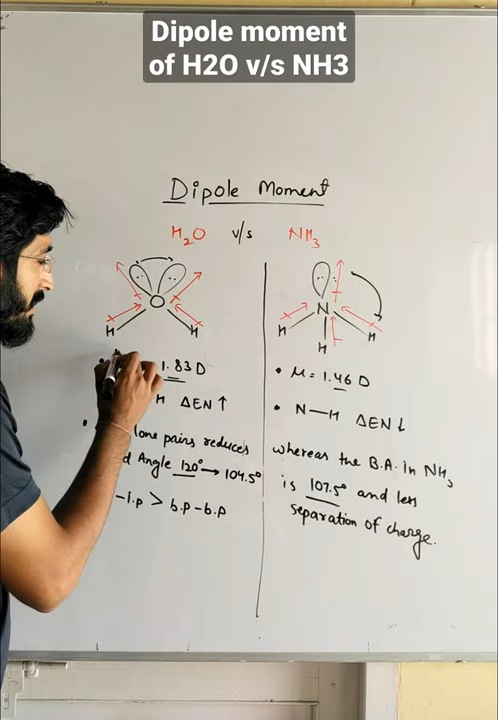 Dipole moment
of H2O v/s NH3
Dipole Moment
H2O v/s NH3
O
H H
1.83 D
H ΔEN ↑
lone pairs reduces
d Angle 120° → 104.5°
-l.p > b.p-b.p
N
H H
H
• μ = 1.46 D
• N—H ΔEN ↓
whereas the B.A. in NH3
is 107.5° and less
separation of charge.